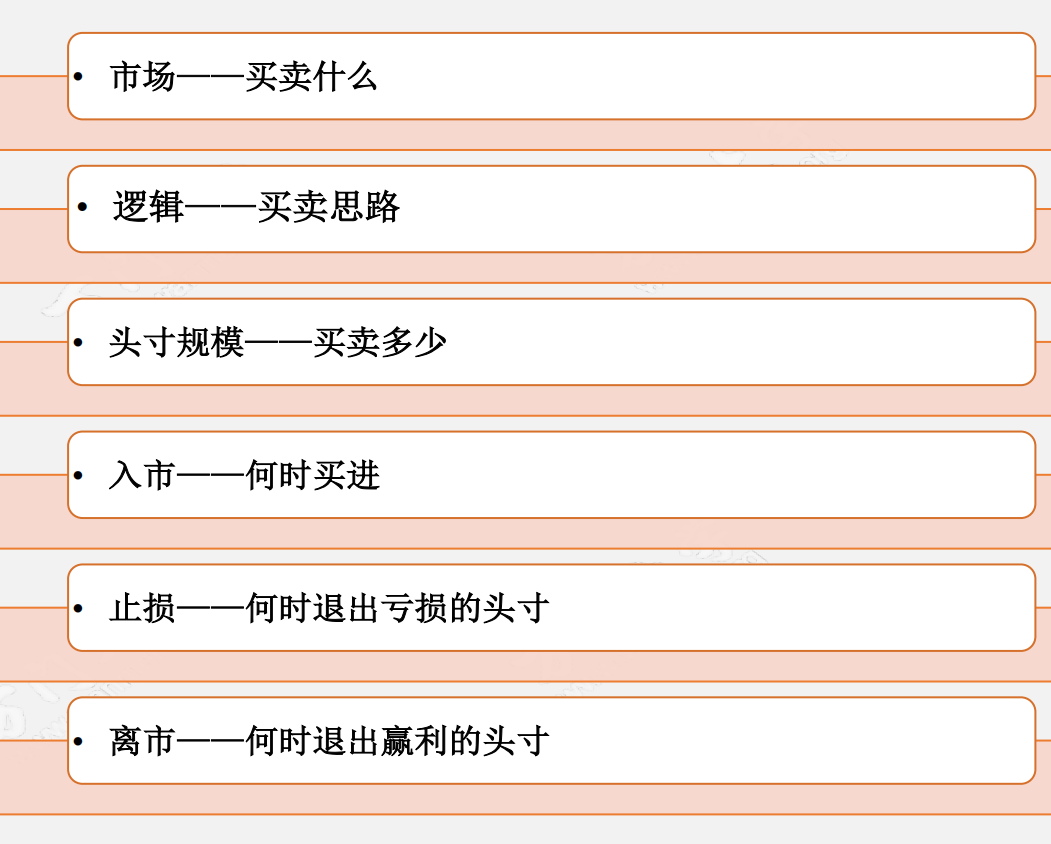 • 市场——买卖什么
• 逻辑——买卖思路
• 头寸规模——买卖多少
• 入市——何时买进
• 止损——何时退出亏损的头寸
• 离市——何时退出赢利的头寸